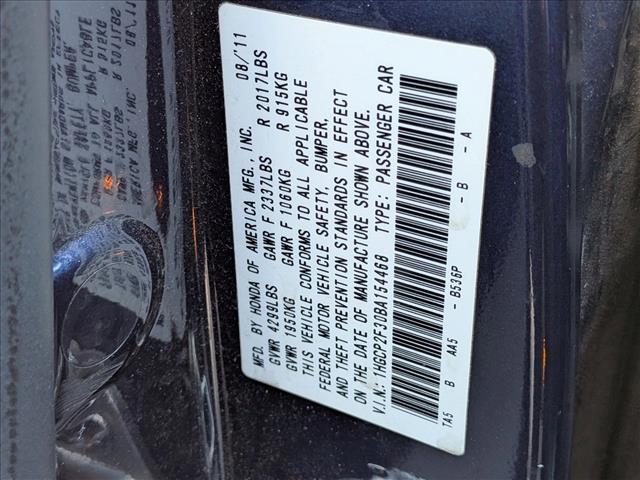 MFD. BY HONDA OF AMERICA MFG., INC. 08/11
GVWR 4299LBS GAWR F 2337LBS R 2017LBS
GVWR 1950KG GAWR F 1060KG R 915KG
THIS VEHICLE CONFORMS TO ALL APPLICABLE
FEDERAL MOTOR VEHICLE SAFETY, BUMPER,
AND THEFT PREVENTION STANDARDS IN EFFECT
ON THE DATE OF MANUFACTURE SHOWN ABOVE.
V.I.N.: 1HGCP2F30BA154468 TYPE: PASSENGER CAR
TA5 B AA5 - B536P - B - A